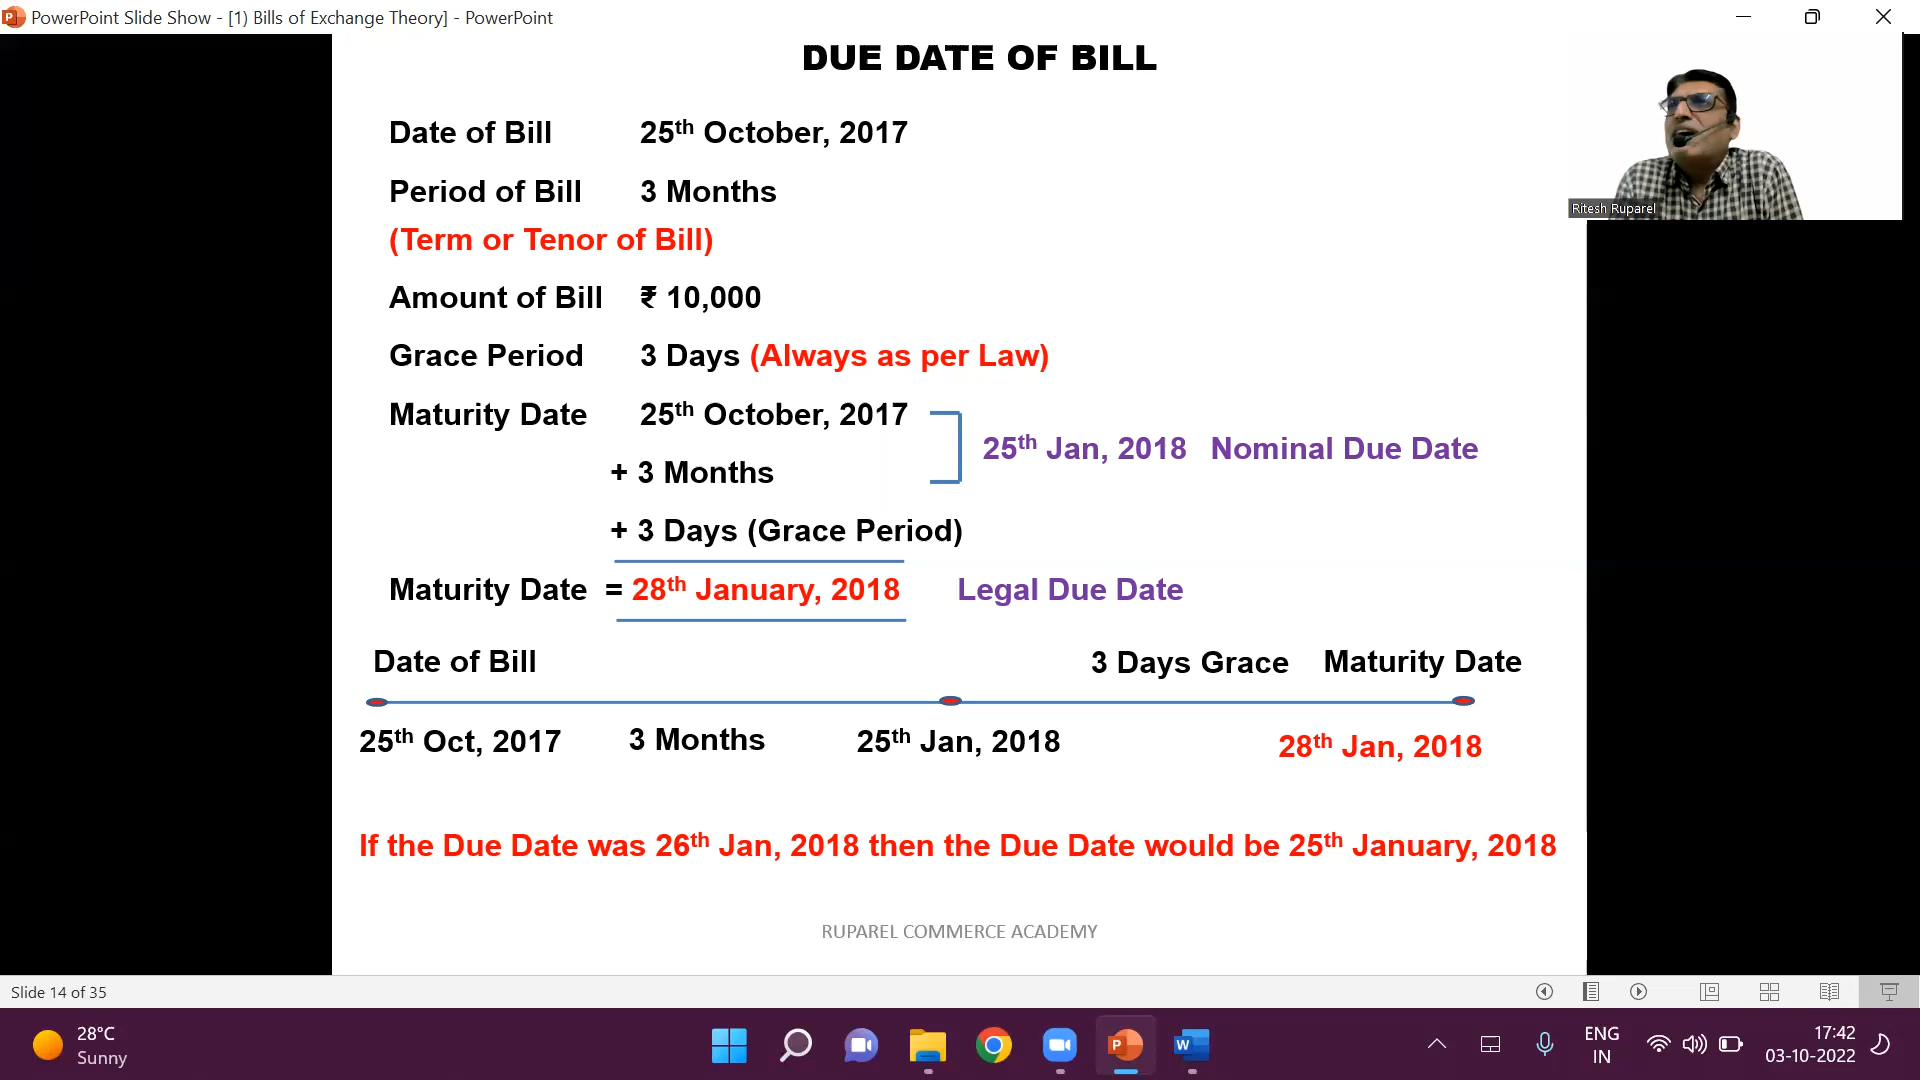 PowerPoint Slide Show - [1) Bills of Exchange Theory] - PowerPoint
DUE DATE OF BILL
Date of Bill 25th October, 2017
Period of Bill 3 Months
(Term or Tenor of Bill)
Amount of Bill ₹ 10,000
Grace Period 3 Days (Always as per Law)
Maturity Date 25th October, 2017
25th Jan, 2018 Nominal Due Date
+ 3 Months
+ 3 Days (Grace Period)
Maturity Date = 28th January, 2018 Legal Due Date
Date of Bill 3 Days Grace Maturity Date
25th Oct, 2017 3 Months 25th Jan, 2018 28th Jan, 2018
If the Due Date was 26th Jan, 2018 then the Due Date would be 25th January, 2018
RUPAREL COMMERCE ACADEMY
Ritesh Ruparel
Slide 14 of 35
28°C
Sunny
ENG
IN
17:42
03-10-2022